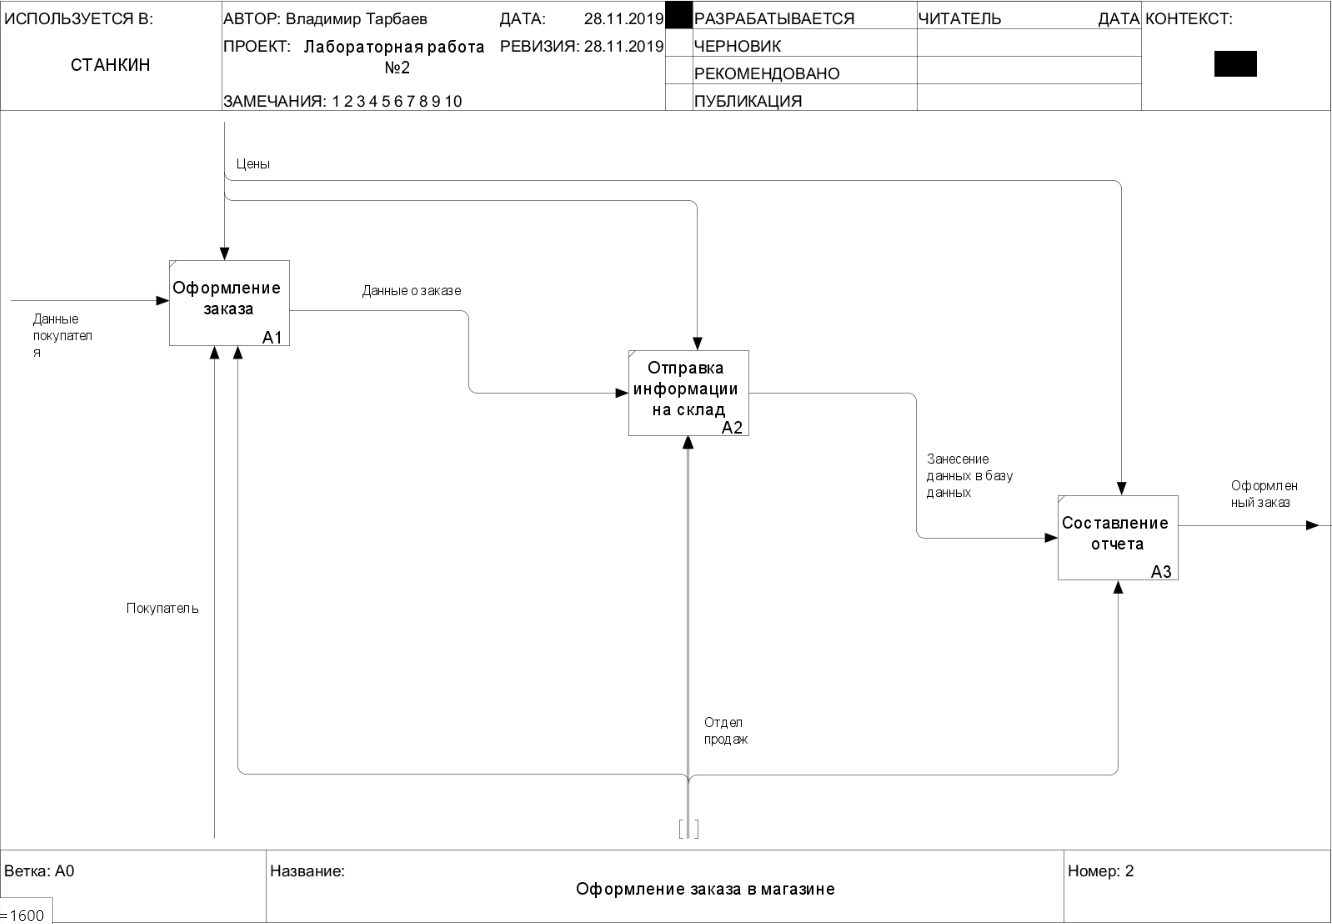 ИСПОЛЬЗУЕТСЯ В:
СТАНКИН
АВТОР: Владимир Тарбаев
ДАТА: 28.11.2019
ПРОЕКТ: Лабораторная работа
№2
РЕВИЗИЯ: 28.11.2019
ЗАМЕЧАНИЯ: 1 2 3 4 5 6 7 8 9 10
РАЗРАБАТЫВАЕТСЯ
ЧЕРНОВИК
РЕКОМЕНДОВАНО
ПУБЛИКАЦИЯ
ЧИТАТЕЛЬ
ДАТА
КОНТЕКСТ:
Цены
Оформление
заказа
A1
Данные
покупател
я
Данные о заказе
Отправка
информации
на склад
A2
Занесение
данных в базу
данных
Оформлен
ный заказ
Составление
отчета
A3
Покупатель
Отдел
продаж
Ветка: A0
Название:
Оформление заказа в магазине
Номер: 2
=1600